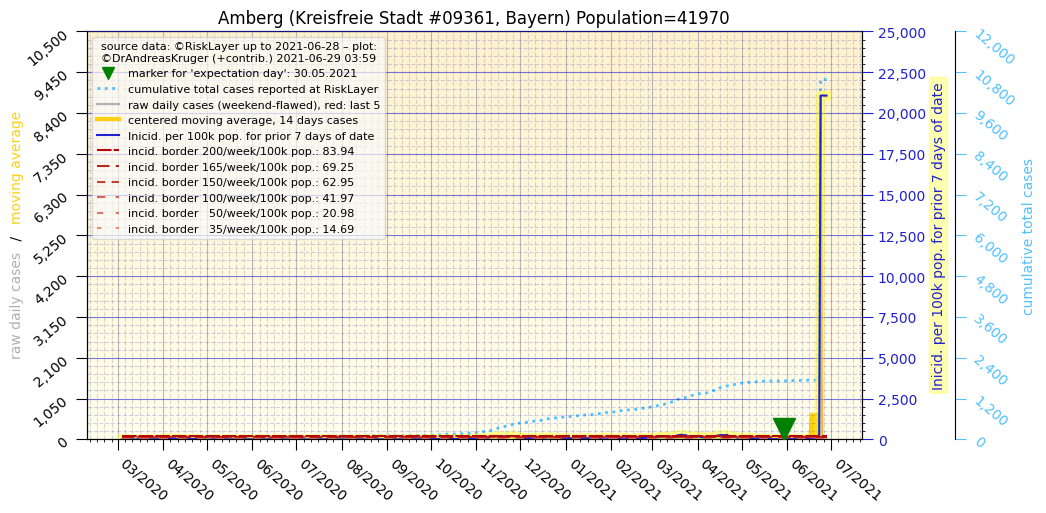 Amberg (Kreisfreie Stadt #09361, Bayern) Population=41970
source data: ©RiskLayer up to 2021-06-28 – plot:
©DrAndreasKruger (+contrib.) 2021-06-29 03:59
marker for 'expectation day': 30.05.2021
cumulative total cases reported at RiskLayer
raw daily cases (weekend-flawed), red: last 5
centered moving average, 14 days cases
Inicid. per 100k pop. for prior 7 days of date
incid. border 200/week/100k pop.: 83.94
incid. border 165/week/100k pop.: 69.25
incid. border 150/week/100k pop.: 62.95
incid. border 100/week/100k pop.: 41.97
incid. border   50/week/100k pop.: 20.98
incid. border   35/week/100k pop.: 14.69
raw daily cases / moving average
10,500
9,450
8,400
7,350
6,300
5,250
4,200
3,150
2,100
1,050
0
03/2020
04/2020
05/2020
06/2020
07/2020
08/2020
09/2020
10/2020
11/2020
12/2020
01/2021
02/2021
03/2021
04/2021
05/2021
06/2021
07/2021
25,000
22,500
20,000
17,500
15,000
12,500
10,000
7,500
5,000
2,500
0
Inicid. per 100k pop. for prior 7 days of date
12,000
10,800
9,600
8,400
7,200
6,000
4,800
3,600
2,400
1,200
0
cumulative total cases